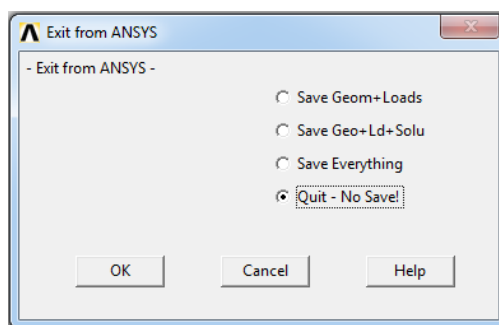 Exit from ANSYS
- Exit from ANSYS -
Save Geom+Loads
Save Geo+Ld+Solu
Save Everything
Quit - No Save!
OK Cancel Help